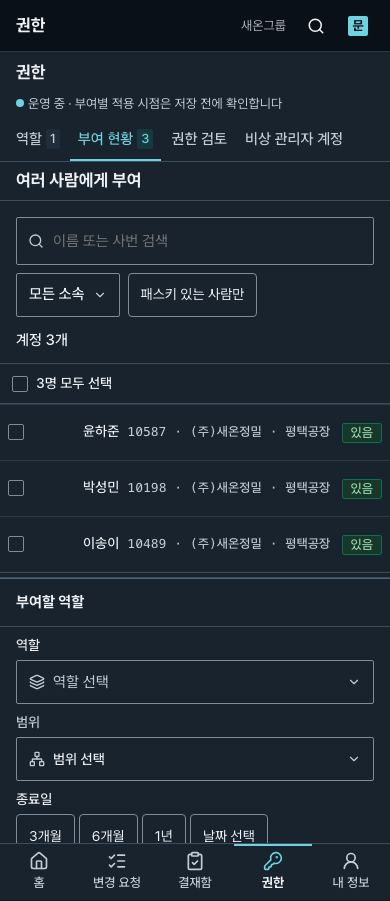 권한 새온그룹 문
권한
운영 중 · 부여별 적용 시점은 저장 전에 확인합니다
역할 1 부여 현황 3 권한 검토 비상 관리자 계정
여러 사람에게 부여
이름 또는 사번 검색
모든 소속 패스키 있는 사람만
계정 3개
3명 모두 선택
윤하준 10587 · (주)새온정밀 · 평택공장 있음
박성민 10198 · (주)새온정밀 · 평택공장 있음
이송이 10489 · (주)새온정밀 · 평택공장 있음
부여할 역할
역할
역할 선택
범위
범위 선택
종료일
3개월 6개월 1년 날짜 선택
홈 변경 요청 결재함 권한 내 정보